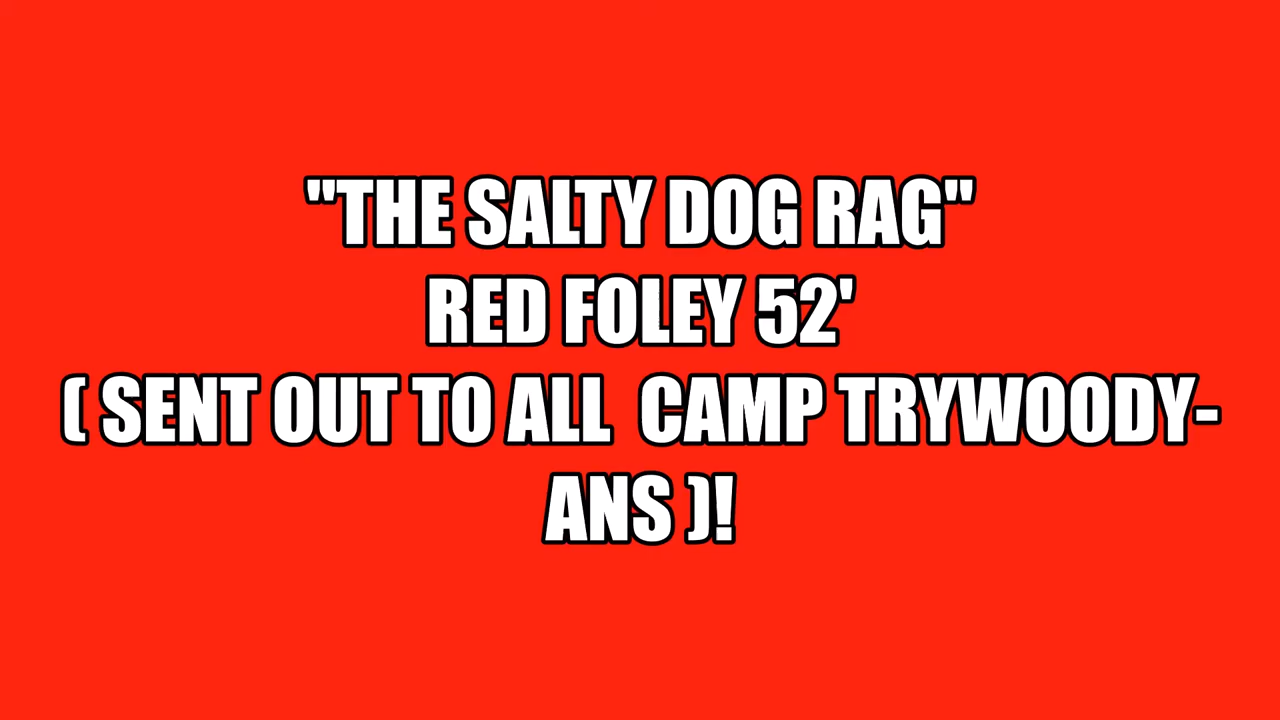 "THE SALTY DOG RAG"
RED FOLEY 52'
( SENT OUT TO ALL  CAMP TRYWOODY-
ANS )!